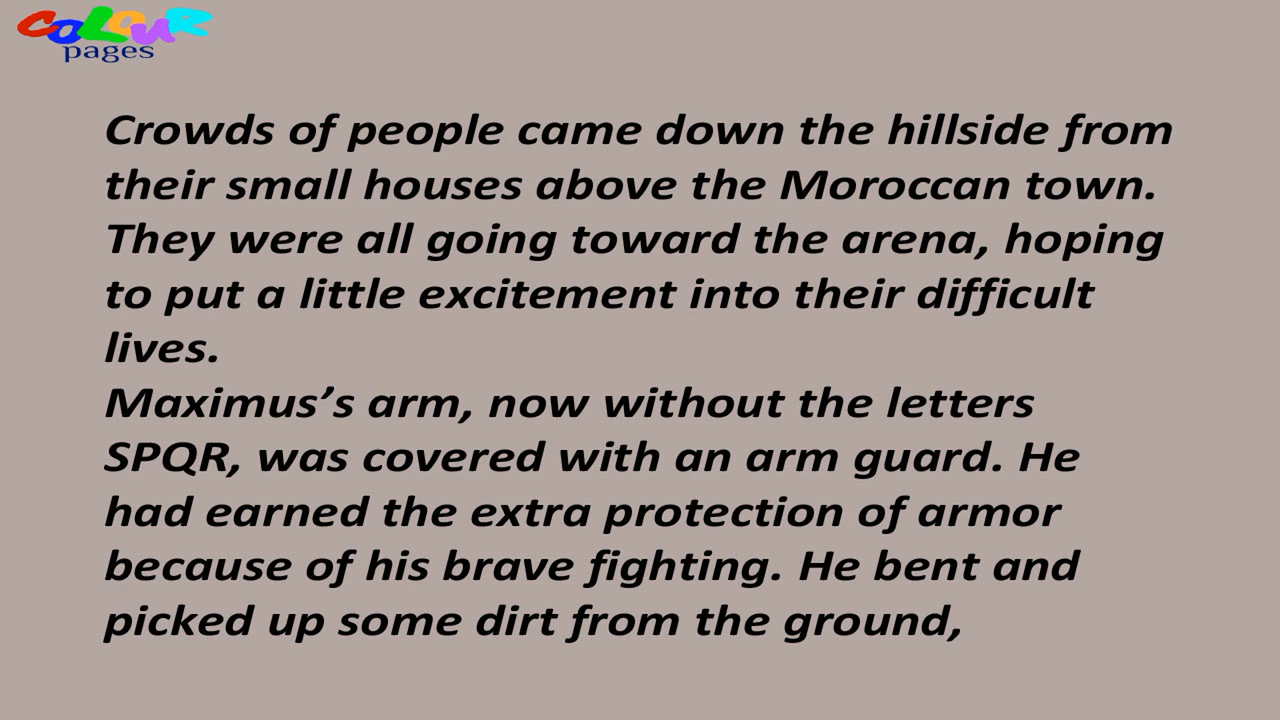 COLOUR
pages
Crowds of people came down the hillside from
their small houses above the Moroccan town.
They were all going toward the arena, hoping
to put a little excitement into their difficult
lives.
Maximus’s arm, now without the letters
SPQR, was covered with an arm guard. He
had earned the extra protection of armor
because of his brave fighting. He bent and
picked up some dirt from the ground,